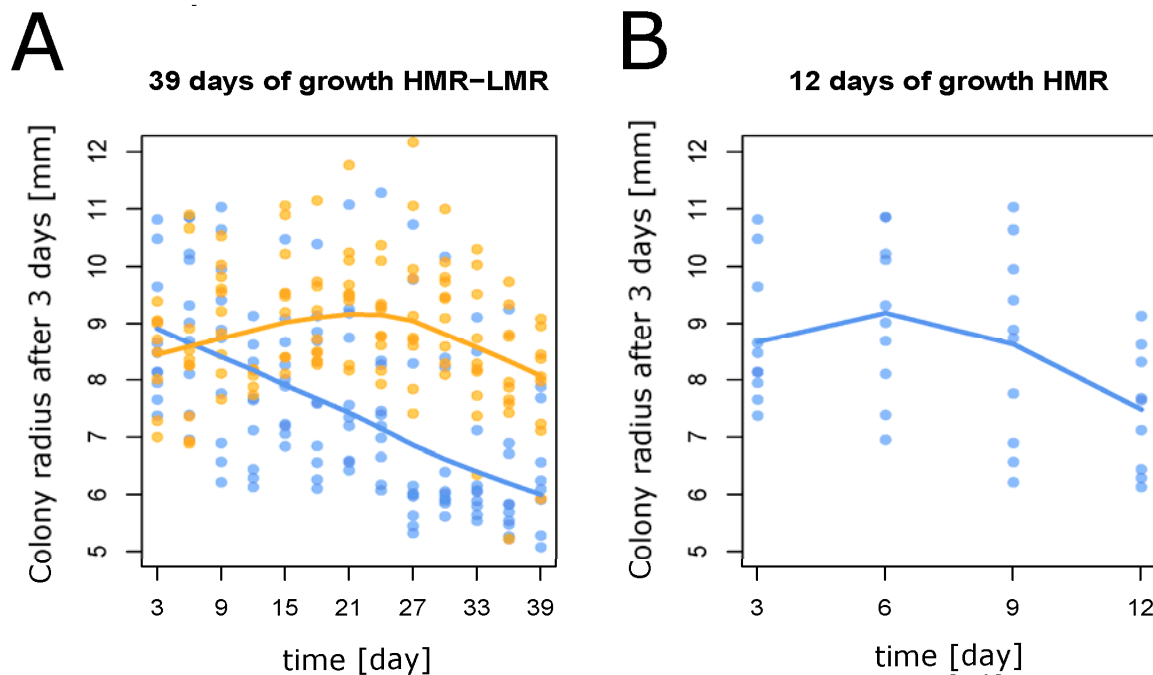 A
39 days of growth HMR−LMR
Colony radius after 3 days [mm]
12
11
10
9
8
7
6
5
3 9 15 21 27 33 39
time [day]
B
12 days of growth HMR
Colony radius after 3 days [mm]
12
11
10
9
8
7
6
5
3 6 9 12
time [day]